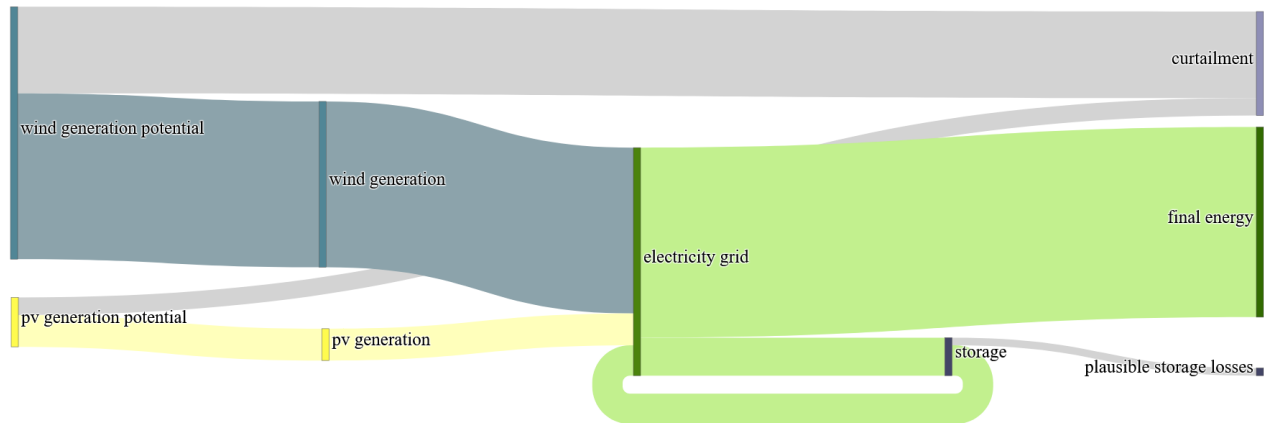 curtailment
wind generation potential
wind generation
final energy
electricity grid
pv generation potential
pv generation
storage
plausible storage losses